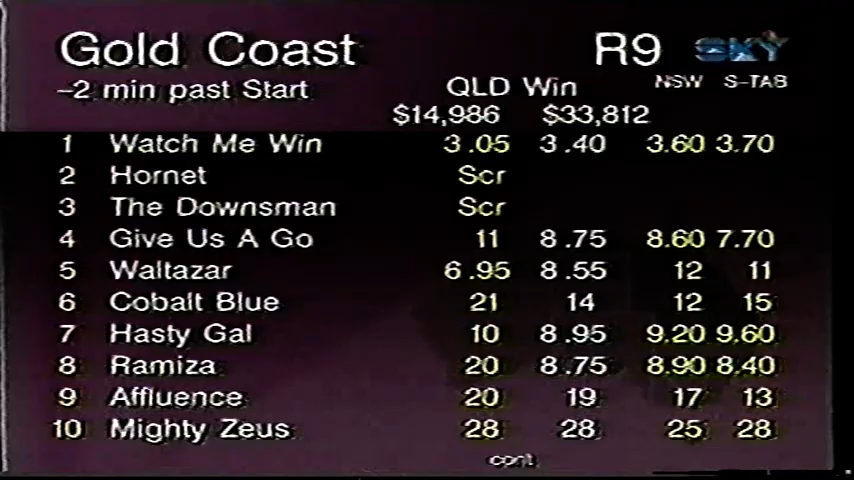 Gold Coast R9 SKY
-2 min past Start QLD Win NSW S-TAB
$14,986 $33,812
1 Watch Me Win 3.05 3.40 3.60 3.70
2 Hornet Scr
3 The Downsman Scr
4 Give Us A Go 11 8.75 8.60 7.70
5 Waltazar 6.95 8.55 12 11
6 Cobalt Blue 21 14 12 15
7 Hasty Gal 10 8.95 9.20 9.60
8 Ramiza 20 8.75 8.90 8.40
9 Affluence 20 19 17 13
10 Mighty Zeus 28 28 25 28
cont